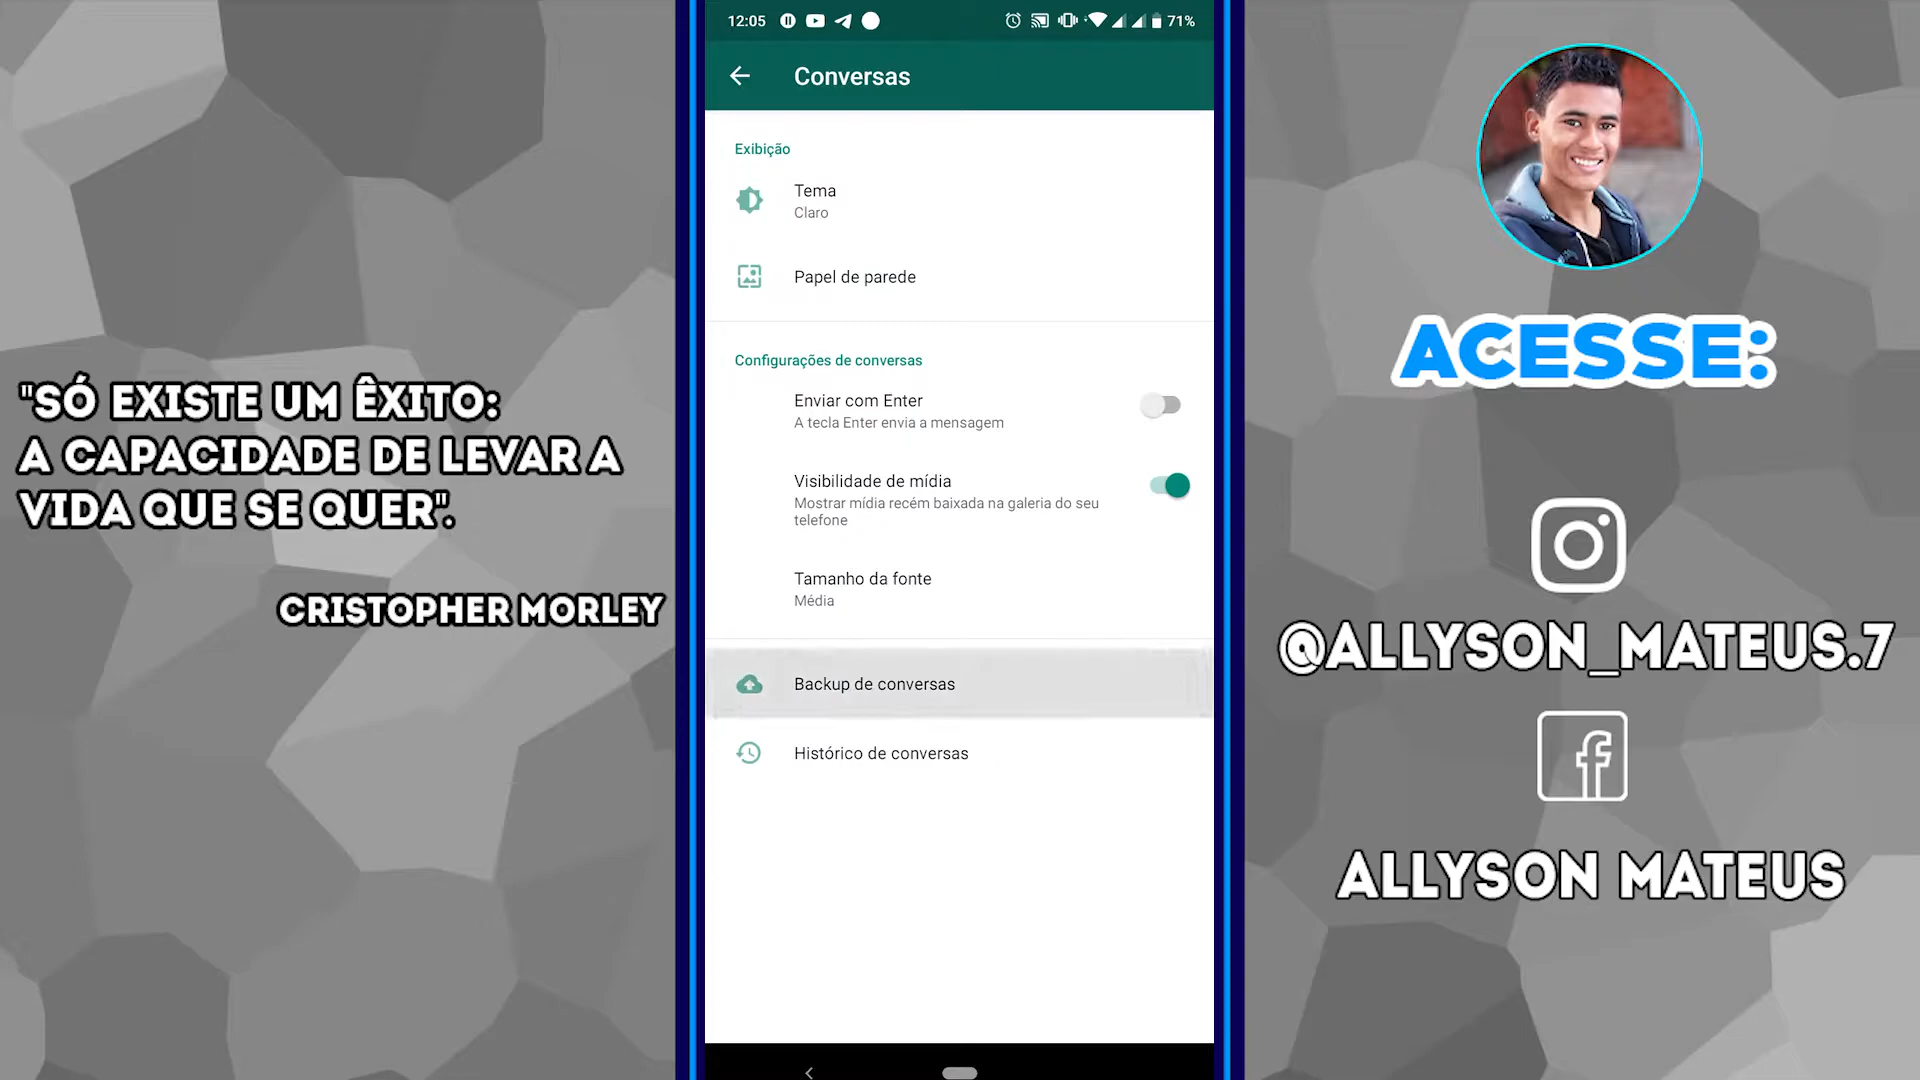 "SÓ EXISTE UM ÊXITO:
A CAPACIDADE DE LEVAR A
VIDA QUE SE QUER".
CRISTOPHER MORLEY
12:05
71%
Conversas
Exibição
Tema
Claro
Papel de parede
Configurações de conversas
Enviar com Enter
A tecla Enter envia a mensagem
Visibilidade de mídia
Mostrar mídia recém baixada na galeria do seu
telefone
Tamanho da fonte
Média
Backup de conversas
Histórico de conversas
ACESSE:
@ALLYSON_MATEUS.7
ALLYSON MATEUS